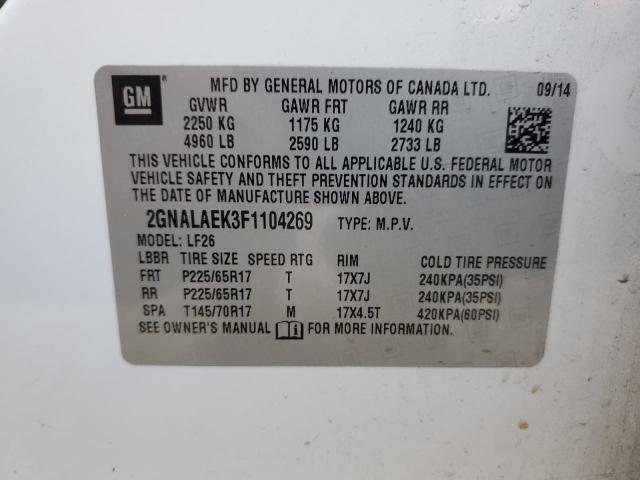 GM ® MFD BY GENERAL MOTORS OF CANADA LTD. 09/14
GVWR GAWR FRT GAWR RR
2250 KG 1175 KG 1240 KG
4960 LB 2590 LB 2733 LB
THIS VEHICLE CONFORMS TO ALL APPLICABLE U.S. FEDERAL MOTOR
VEHICLE SAFETY AND THEFT PREVENTION STANDARDS IN EFFECT ON
THE DATE OF MANUFACTURE SHOWN ABOVE.
2GNALAEK3F1104269 TYPE: M.P.V.
MODEL: LF26
LBBR TIRE SIZE SPEED RTG RIM COLD TIRE PRESSURE
FRT P225/65R17 T 17X7J 240KPA(35PSI)
RR P225/65R17 T 17X7J 240KPA(35PSI)
SPA T145/70R17 M 17X4.5T 420KPA(60PSI)
SEE OWNER'S MANUAL FOR MORE INFORMATION.